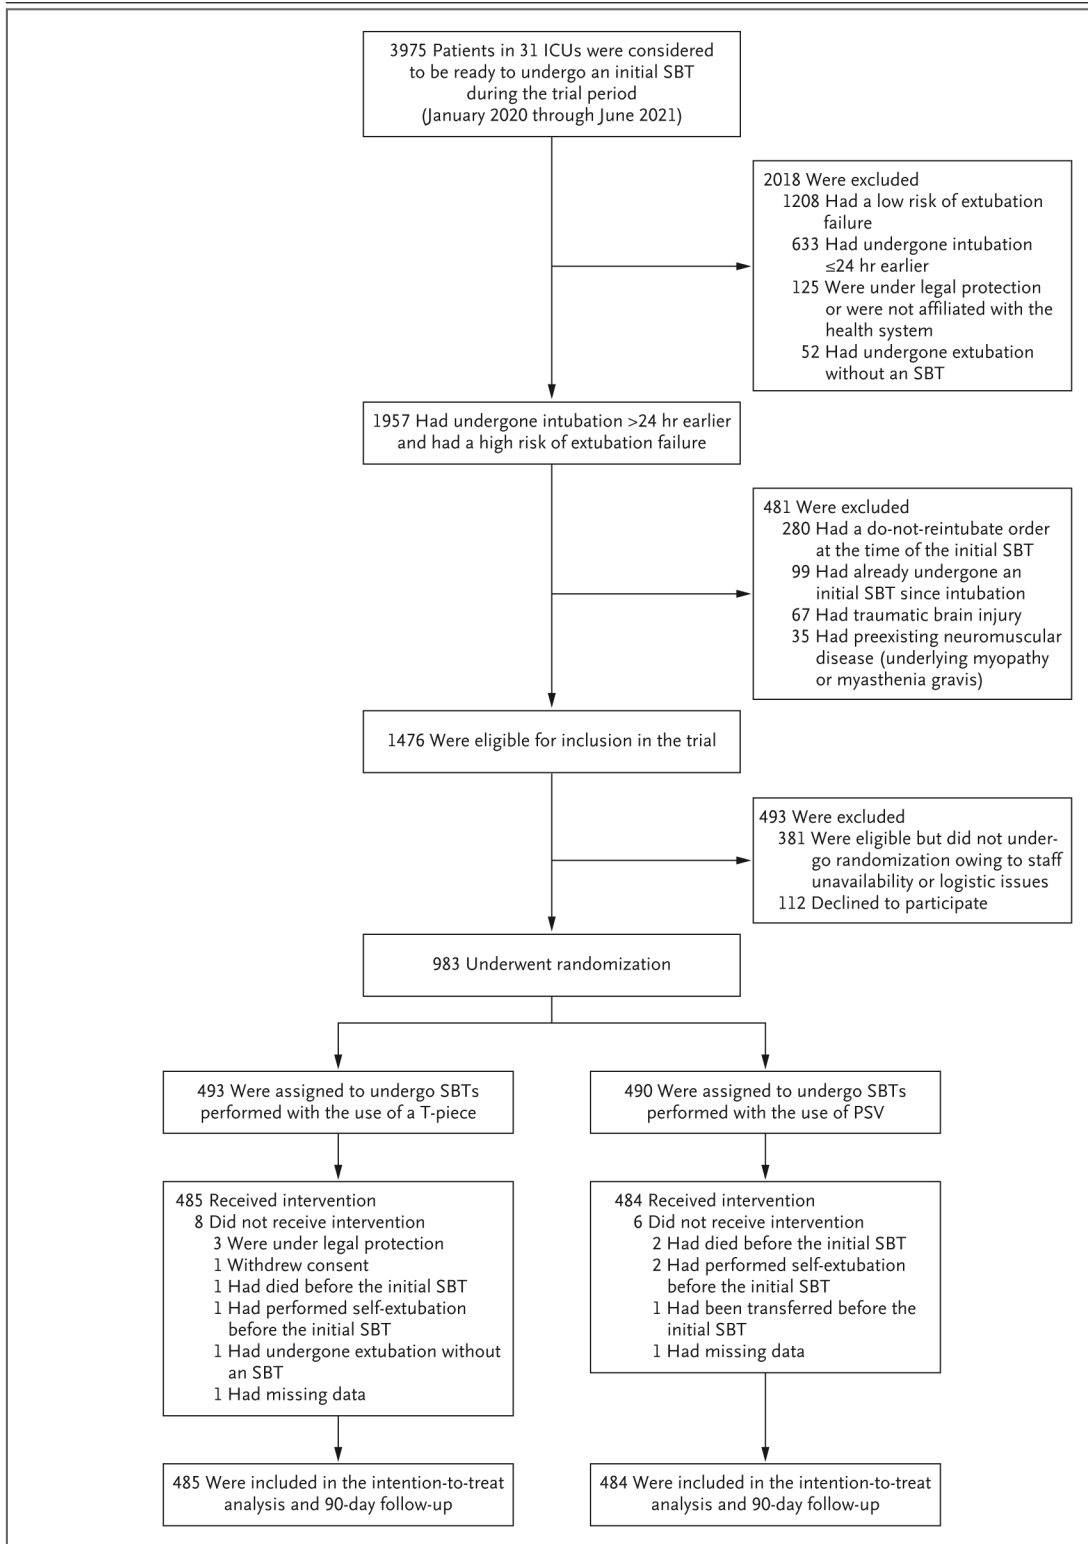 3975 Patients in 31 ICUs were considered
to be ready to undergo an initial SBT
during the trial period
(January 2020 through June 2021)
2018 Were excluded
1208 Had a low risk of extubation
failure
633 Had undergone intubation
≤24 hr earlier
125 Were under legal protection
or were not affiliated with the
health system
52 Had undergone extubation
without an SBT
1957 Had undergone intubation >24 hr earlier
and had a high risk of extubation failure
481 Were excluded
280 Had a do-not-reintubate order
at the time of the initial SBT
99 Had already undergone an
initial SBT since intubation
67 Had traumatic brain injury
35 Had preexisting neuromuscular
disease (underlying myopathy
or myasthenia gravis)
1476 Were eligible for inclusion in the trial
493 Were excluded
381 Were eligible but did not under-
go randomization owing to staff
unavailability or logistic issues
112 Declined to participate
983 Underwent randomization
493 Were assigned to undergo SBTs
performed with the use of a T-piece
490 Were assigned to undergo SBTs
performed with the use of PSV
485 Received intervention
8 Did not receive intervention
3 Were under legal protection
1 Withdrew consent
1 Had died before the initial SBT
1 Had performed self-extubation
before the initial SBT
1 Had undergone extubation without
an SBT
1 Had missing data
484 Received intervention
6 Did not receive intervention
2 Had died before the initial SBT
2 Had performed self-extubation
before the initial SBT
1 Had been transferred before the
initial SBT
1 Had missing data
485 Were included in the intention-to-treat
analysis and 90-day follow-up
484 Were included in the intention-to-treat
analysis and 90-day follow-up